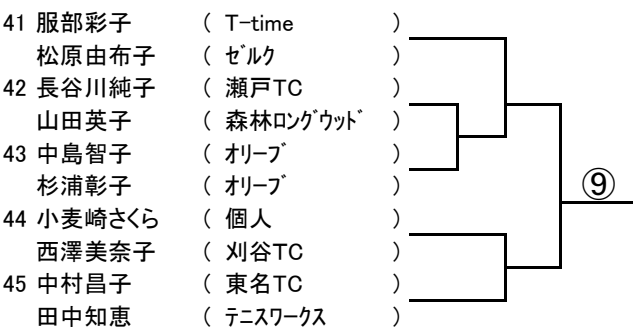 41 服部彩子 ( T-time )
松原由布子 ( ｾﾞﾙｸ )
42 長谷川純子 ( 瀬戸TC )
山田英子 ( 森林ﾛﾝｸﾞｳｯﾄﾞ )
43 中島智子 ( ｵﾘｰﾌﾞ )
杉浦彰子 ( ｵﾘｰﾌﾞ )
⑨
44 小麦崎さくら ( 個人 )
西澤美奈子 ( 刈谷TC )
45 中村昌子 ( 東名TC )
田中知恵 ( ﾃﾆｽﾜｰｸｽ )